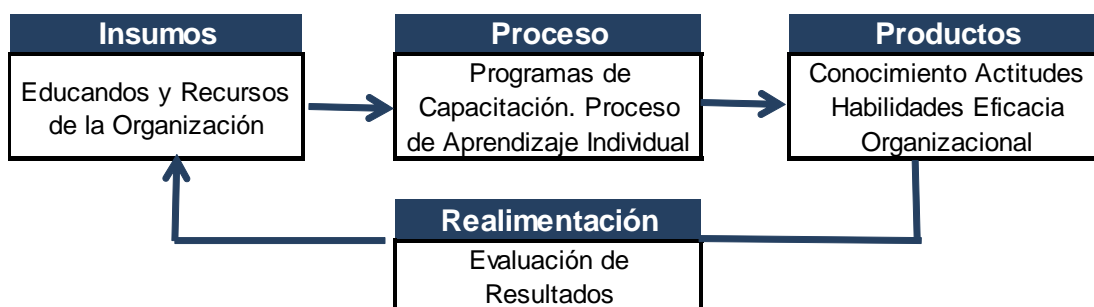 Insumos
Educandos y Recursos
de la Organización
Proceso
Programas de
Capacitación. Proceso
de Aprendizaje Individual
Productos
Conocimiento Actitudes
Habilidades Eficacia
Organizacional
Realimentación
Evaluación de
Resultados